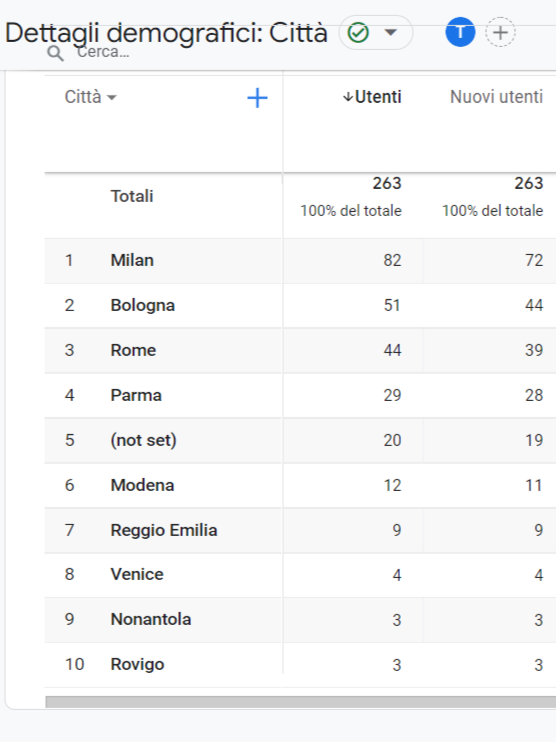 Dettagli demografici: Città T
Cerca...
Città Utenti Nuovi utenti
263 263
Totali
100% del totale 100% del totale
1 Milan 82 72
2 Bologna 51 44
3 Rome 44 39
4 Parma 29 28
5 (not set) 20 19
6 Modena 12 11
7 Reggio Emilia 9 9
8 Venice 4 4
9 Nonantola 3 3
10 Rovigo 3 3